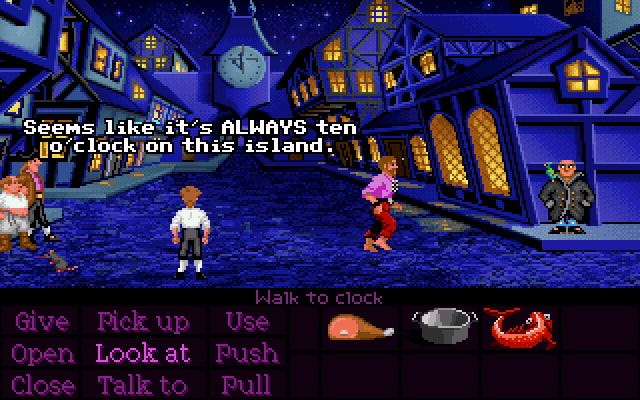 Seems like it's ALWAYS ten
o'clock on this island.
Walk to clock
Give Pick up Use
Open Look at Push
Close Talk to Pull